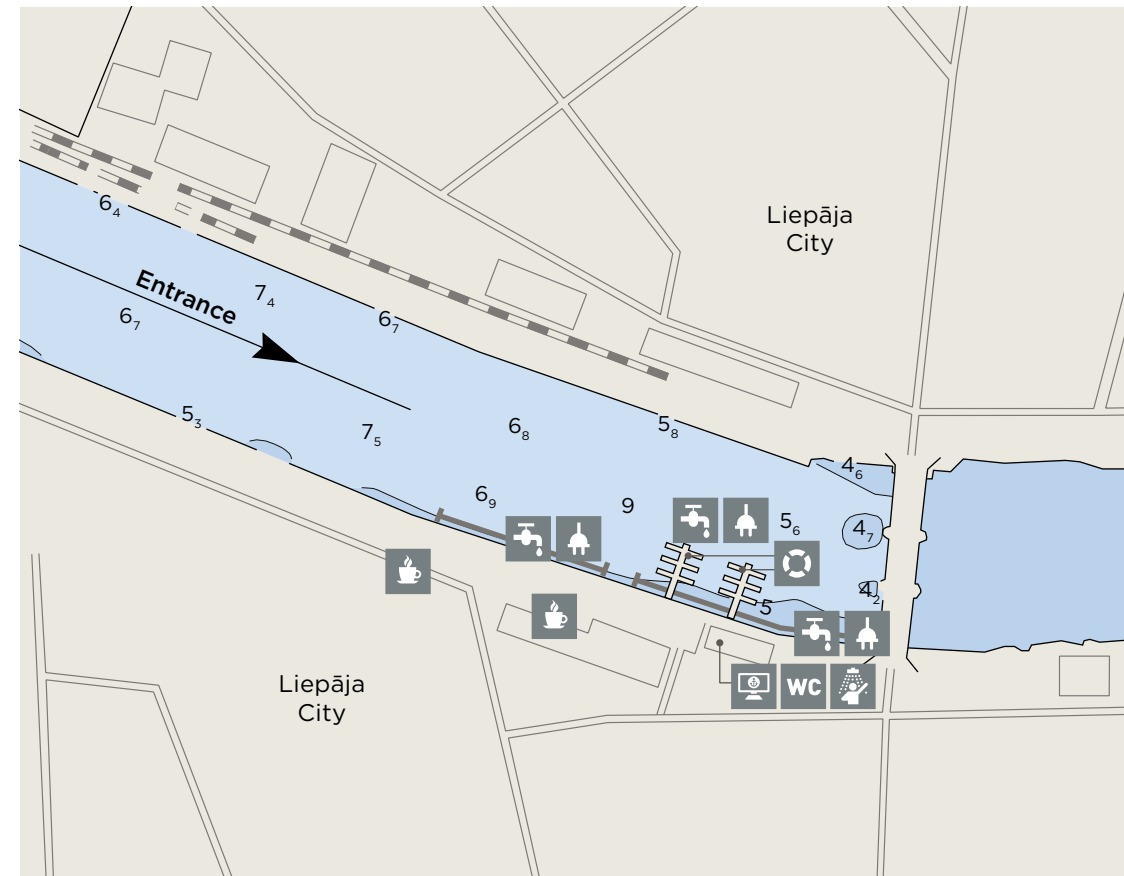 Liepāja
City
6₄
Entrance
7₄
6₇
6₇
5₃
7₅
6₈
5₈
4₆
6₉
9
5₆
4₇
4₂
5
WC
Liepāja
City